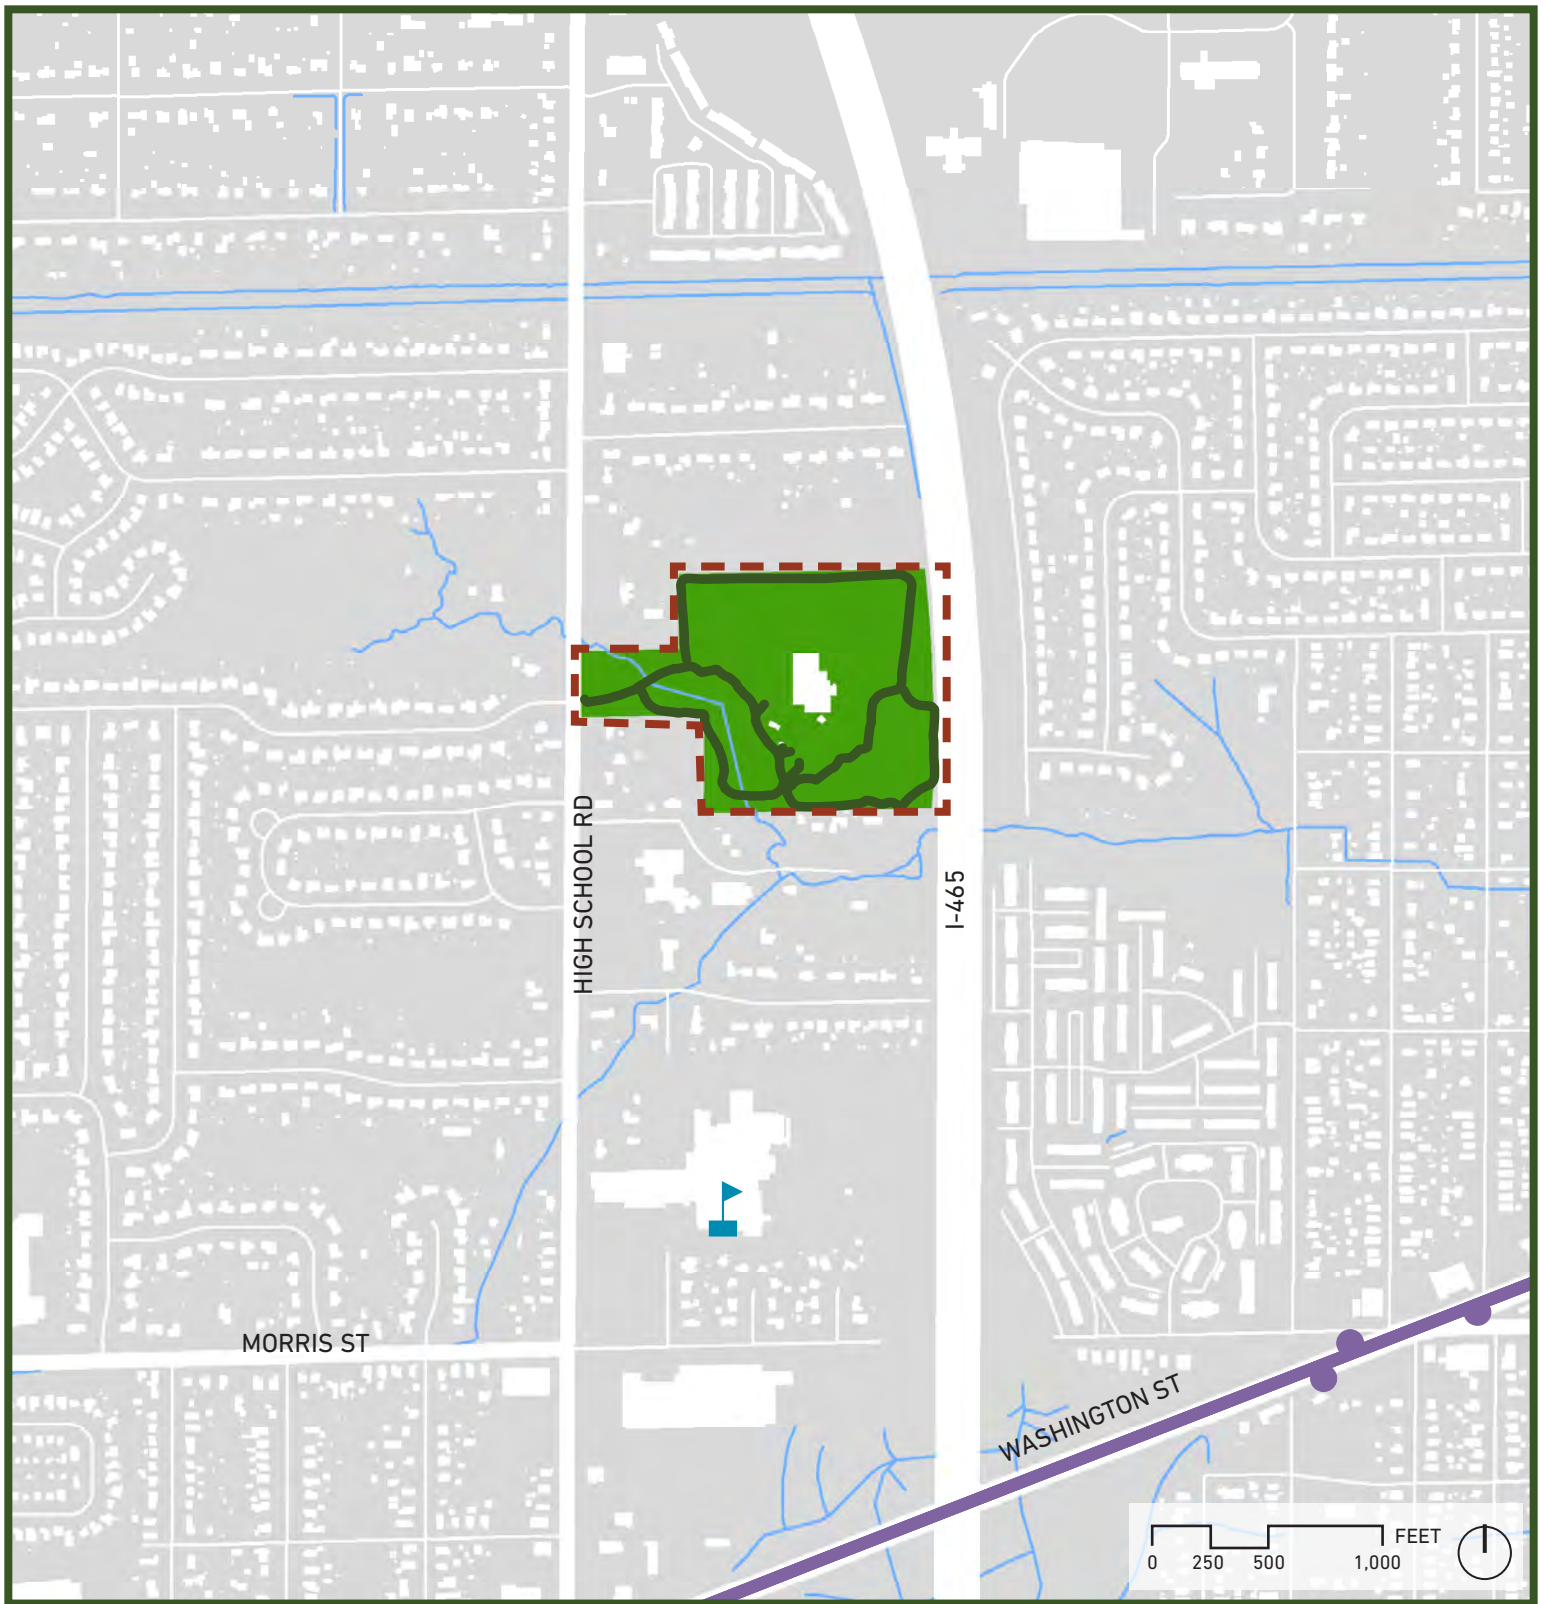 HIGH SCHOOL RD
I-465
MORRIS ST
WASHINGTON ST
FEET
0 250 500 1,000